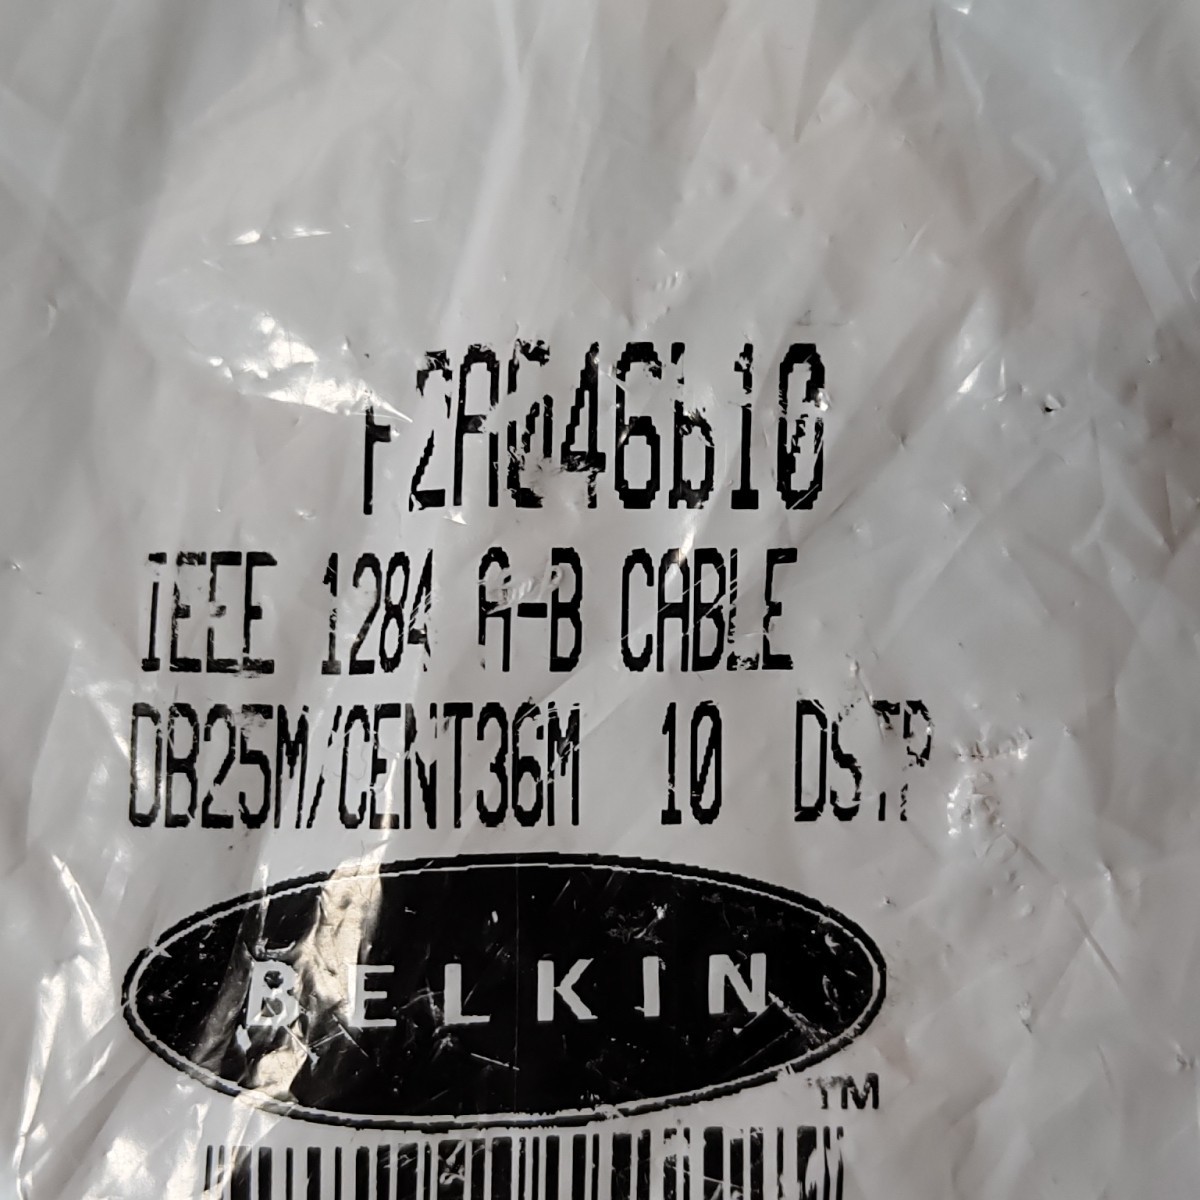 F2A046b10
IEEE 1284 A-B CABLE
DB25M/CENT36M 10 DSTP
BELKIN
TM